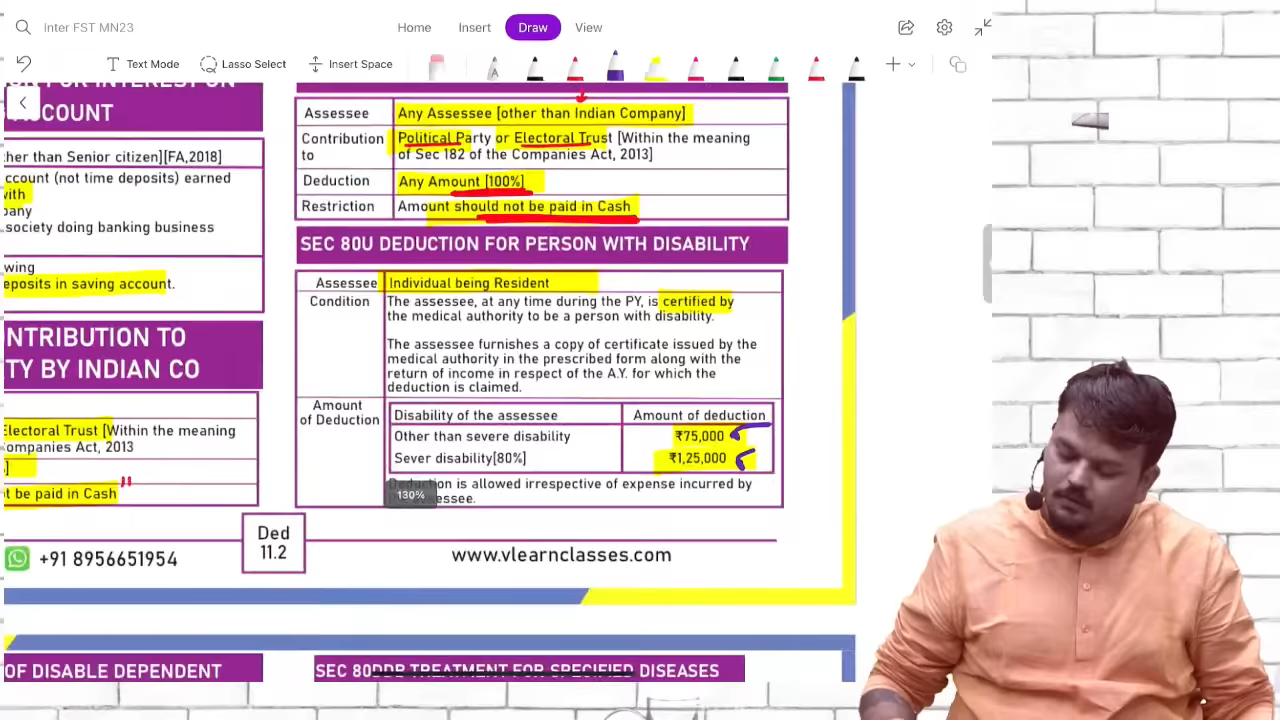 Inter FST MN23
Home
Insert
Draw
View
Text Mode
Lasso Select
Insert Space
COUNT
ther than Senior citizen][FA,2018]
ccount (not time deposits) earned
vith
pany
society doing banking business
wing
eposits in saving account.
NTRIBUTION TO
TY BY INDIAN CO
Electoral Trust [Within the meaning
ompanies Act, 2013
t be paid in Cash
Assessee
Any Assessee [other than Indian Company]
Contribution to
Political Party or Electoral Trust [Within the meaning
of Sec 182 of the Companies Act, 2013]
Deduction
Any Amount [100%]
Restriction
Amount should not be paid in Cash
SEC 80U DEDUCTION FOR PERSON WITH DISABILITY
Assessee
Individual being Resident
Condition
The assessee, at any time during the PY, is certified by
the medical authority to be a person with disability.
The assessee furnishes a copy of certificate issued by the
medical authority in the prescribed form along with the
return of income in respect of the A.Y. for which the
deduction is claimed.
Amount
of Deduction
Disability of the assessee
Amount of deduction
Other than severe disability
₹75,000
Sever disability[80%]
₹1,25,000
Deduction is allowed irrespective of expense incurred by
essee.
130%
+91 8956651954
Ded
11.2
www.vlearnclasses.com
OF DISABLE DEPENDENT
SEC 80DDB TREATMENT FOR SPECIFIED DISEASES